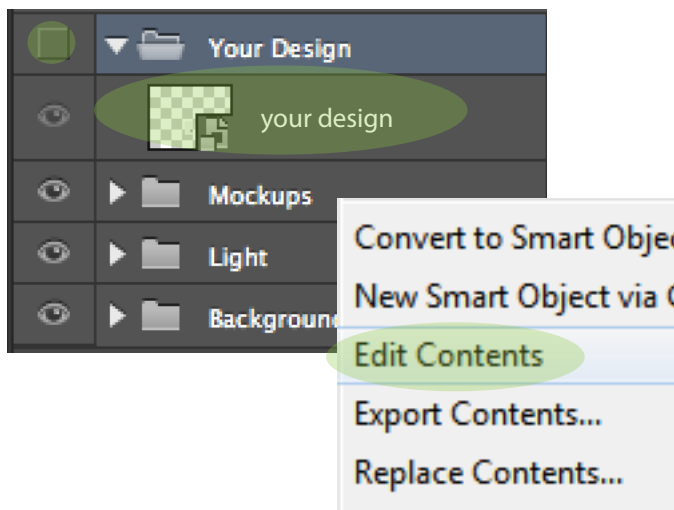 Your Design
your design
Mockups
Light
Background
Convert to Smart Objec
New Smart Object via
Edit Contents
Export Contents...
Replace Contents...